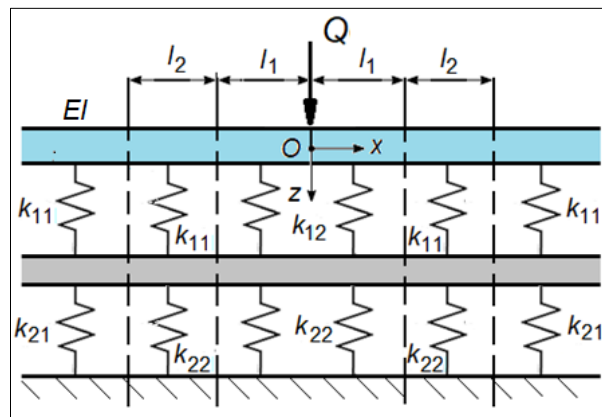 Q
l₂ l₁ l₁ l₂
EI
O x
z
k₁₁ k₁₁ k₁₂ k₁₁ k₁₁
k₂₁ k₂₂ k₂₂ k₂₂ k₂₁